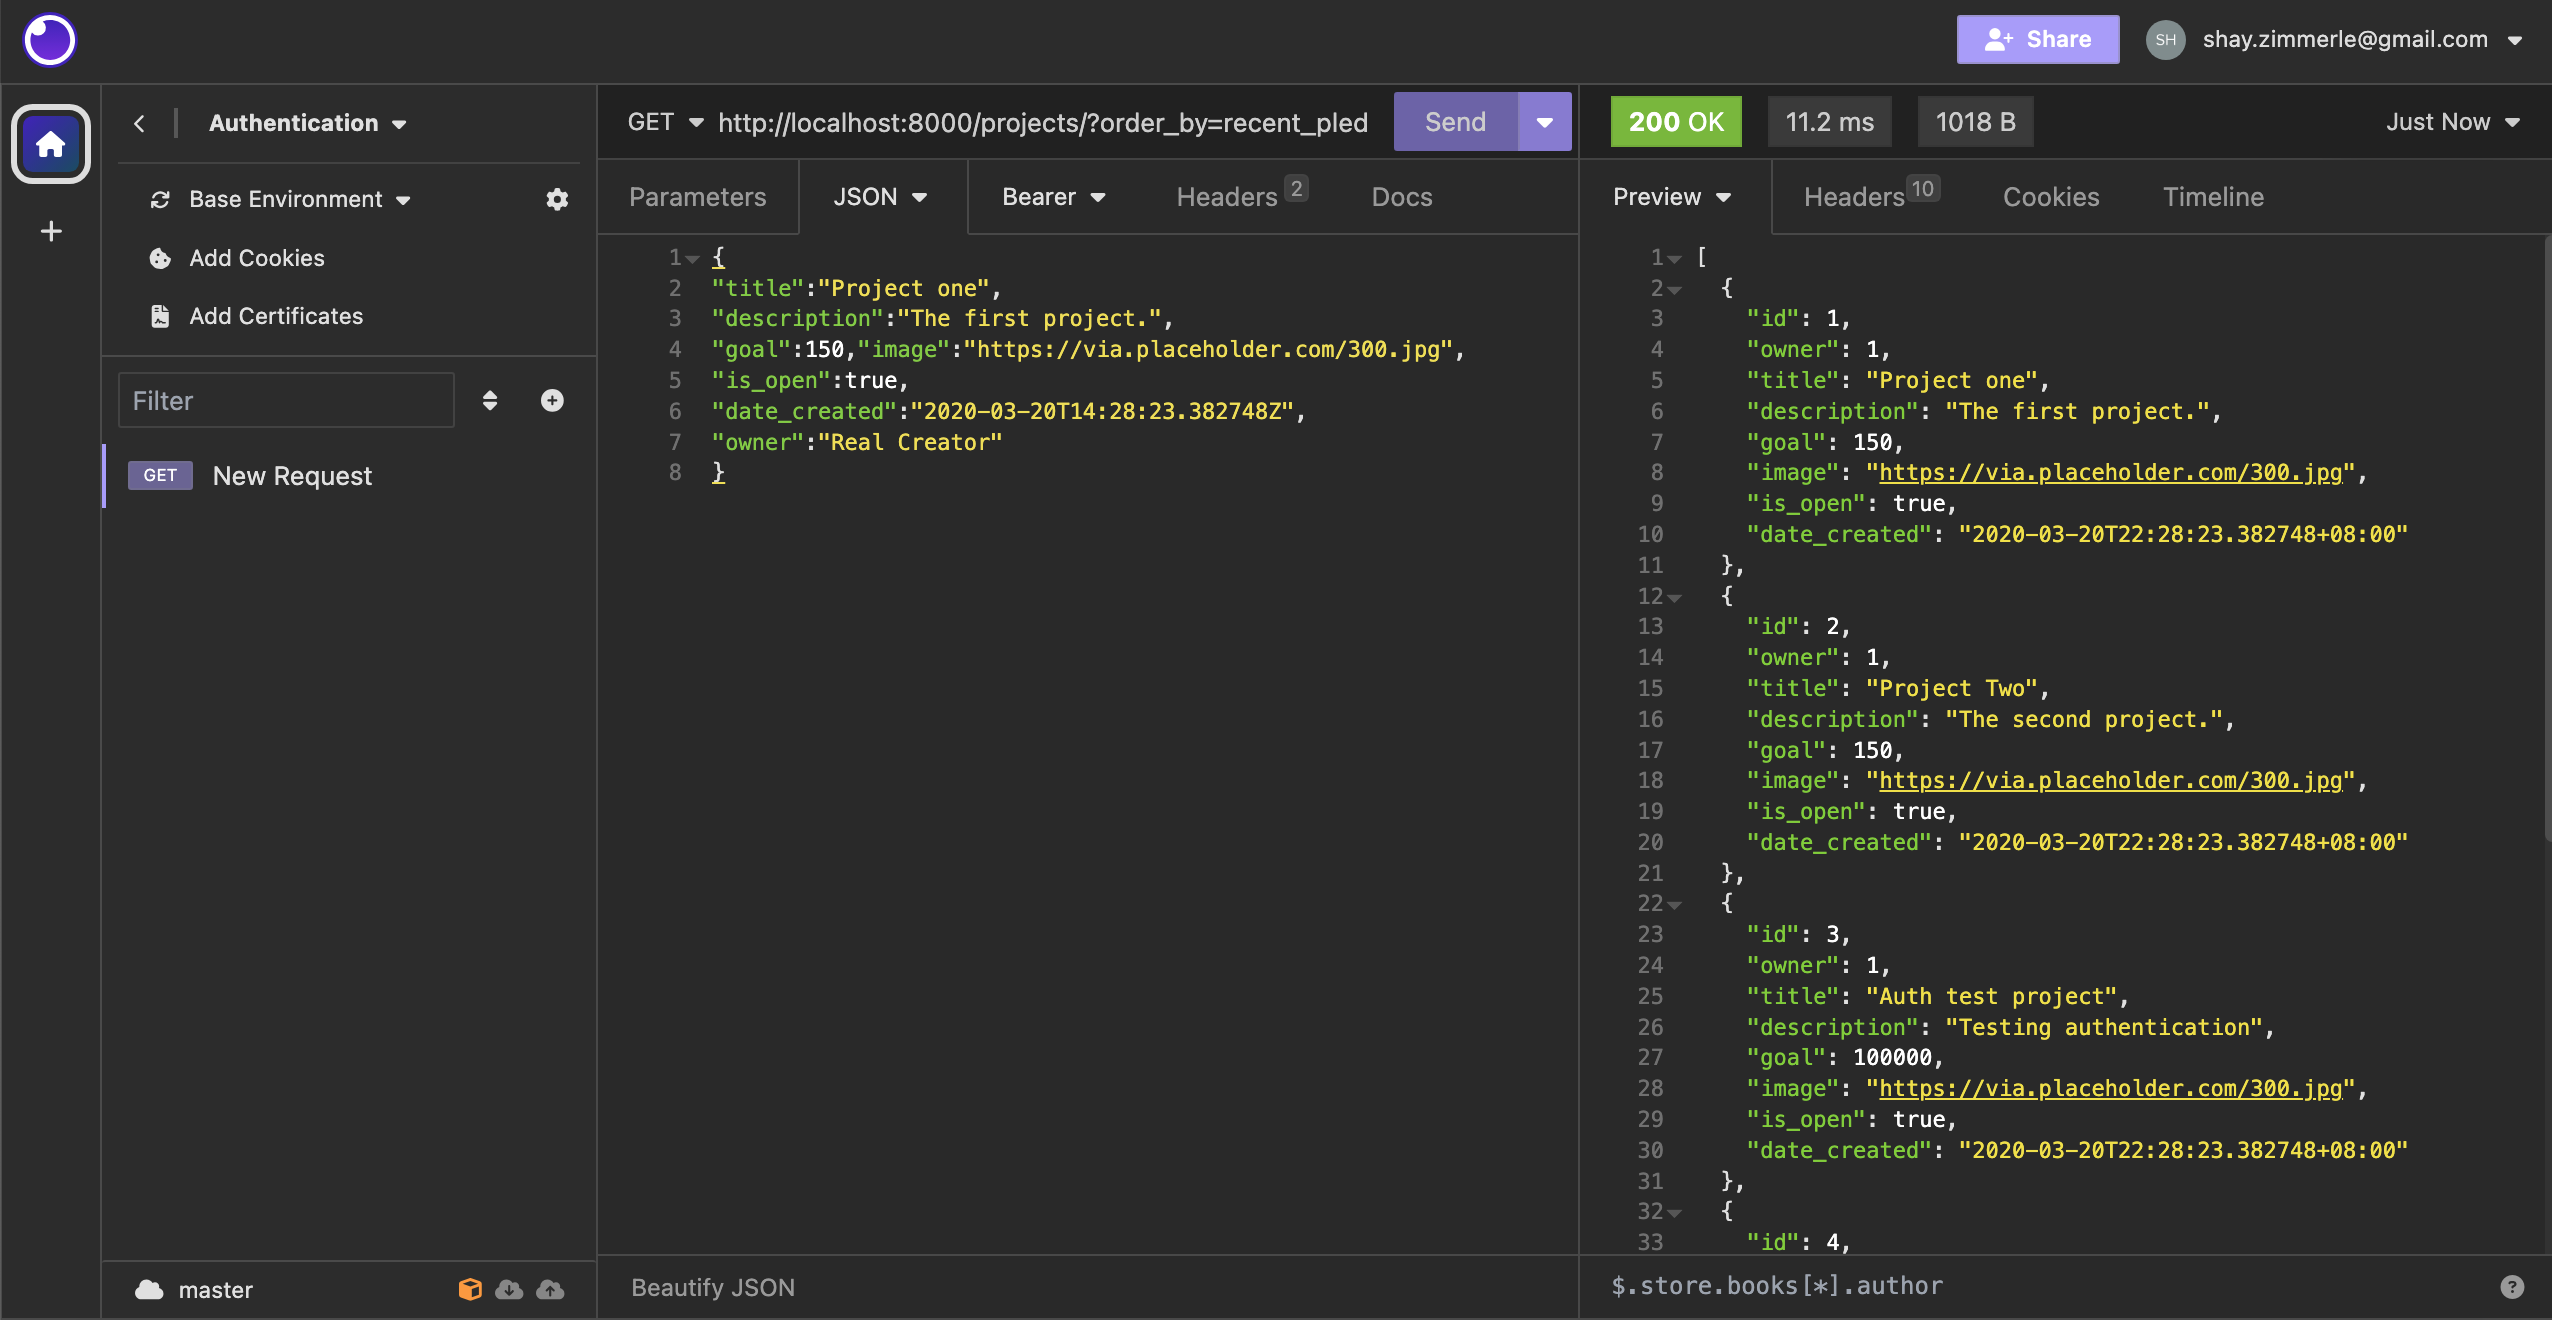 Share
SH
shay.zimmerle@gmail.com
Authentication
Base Environment
Add Cookies
Add Certificates
Filter
GET New Request
master
GET http://localhost:8000/projects/?order_by=recent_pled Send
Parameters JSON Bearer Headers 2 Docs
1 {
2 "title":"Project one",
3 "description":"The first project.",
4 "goal":150,"image":"https://via.placeholder.com/300.jpg",
5 "is_open":true,
6 "date_created":"2020-03-20T14:28:23.382748Z",
7 "owner":"Real Creator"
8 }
Beautify JSON
200 OK 11.2 ms 1018 B Just Now
Preview Headers 10 Cookies Timeline
1 [
2 {
3 "id": 1,
4 "owner": 1,
5 "title": "Project one",
6 "description": "The first project.",
7 "goal": 150,
8 "image": "https://via.placeholder.com/300.jpg",
9 "is_open": true,
10 "date_created": "2020-03-20T22:28:23.382748+08:00"
11 },
12 {
13 "id": 2,
14 "owner": 1,
15 "title": "Project Two",
16 "description": "The second project.",
17 "goal": 150,
18 "image": "https://via.placeholder.com/300.jpg",
19 "is_open": true,
20 "date_created": "2020-03-20T22:28:23.382748+08:00"
21 },
22 {
23 "id": 3,
24 "owner": 1,
25 "title": "Auth test project",
26 "description": "Testing authentication",
27 "goal": 100000,
28 "image": "https://via.placeholder.com/300.jpg",
29 "is_open": true,
30 "date_created": "2020-03-20T22:28:23.382748+08:00"
31 },
32 {
33 "id": 4,
$.store.books[*].author